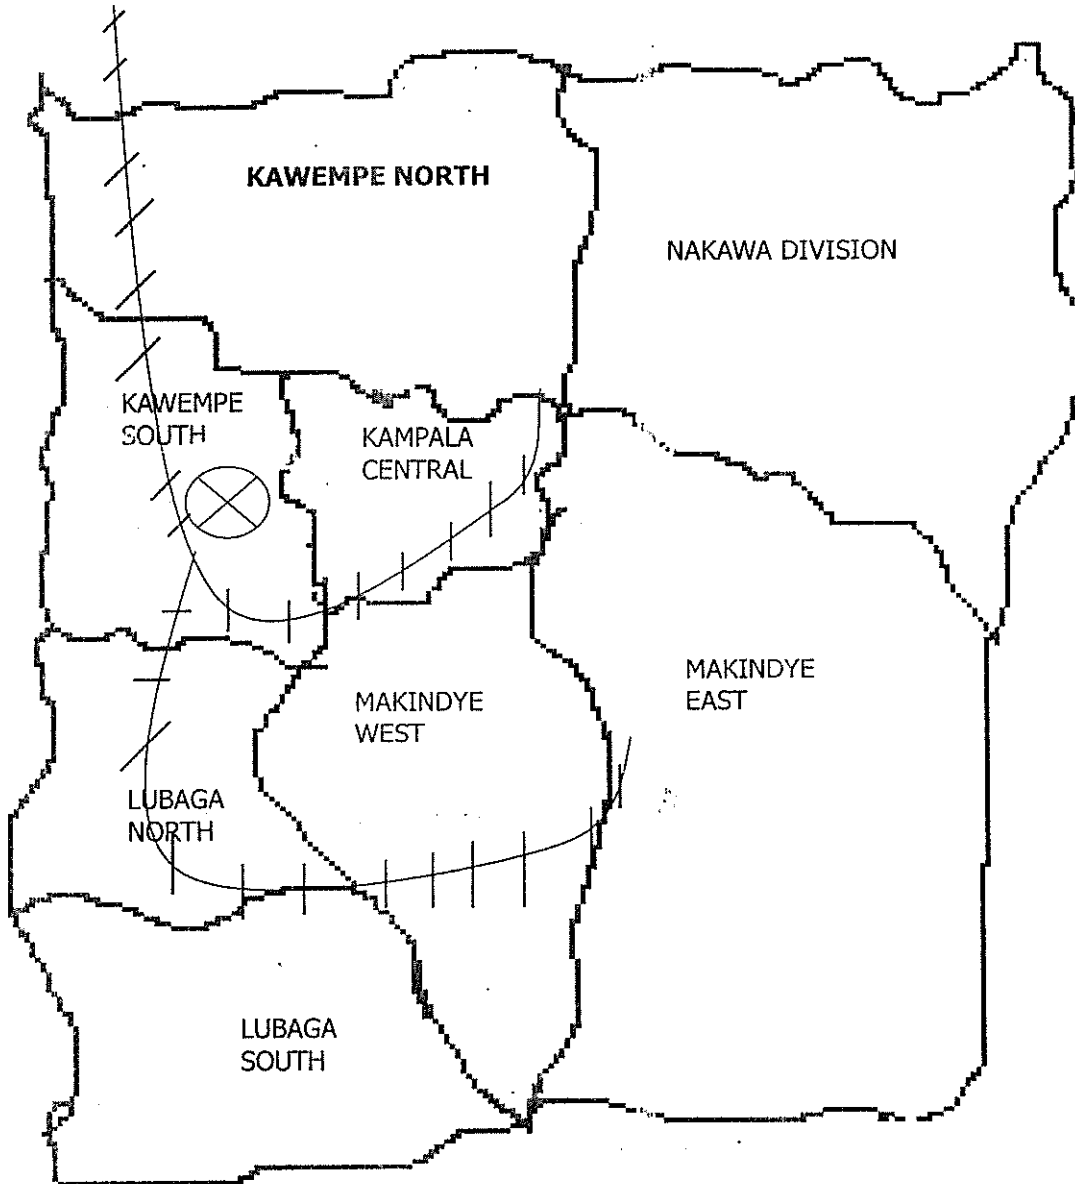 KAWEMPE NORTH
NAKAWA DIVISION
KAWEMPE
SOUTH
KAMPALA
CENTRAL
MAKINDYE
WEST
MAKINDYE
EAST
LUBAGA
NORTH
LUBAGA
SOUTH